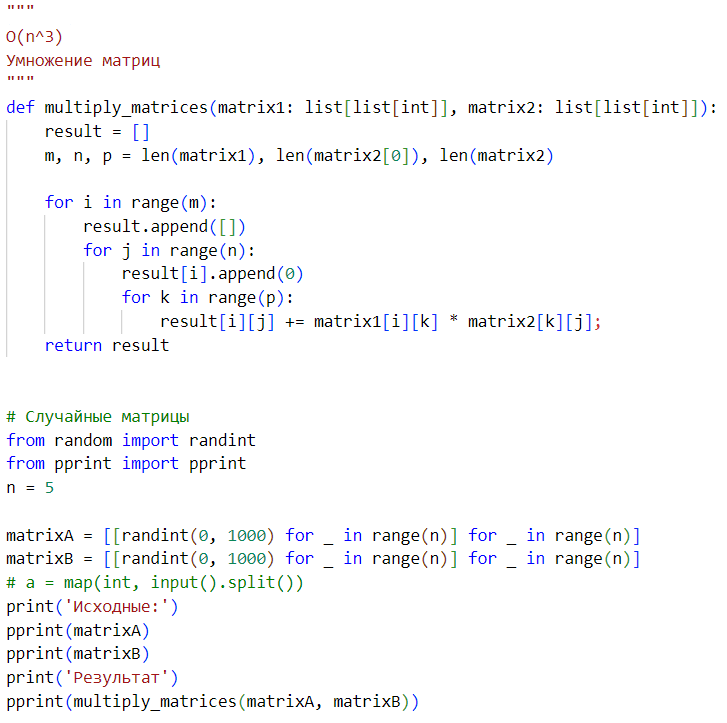 """
O(n^3)
Умножение матриц
"""
def multiply_matrices(matrix1: list[list[int]], matrix2: list[list[int]]):
    result = []
    m, n, p = len(matrix1), len(matrix2[0]), len(matrix2)

    for i in range(m):
        result.append([])
        for j in range(n):
            result[i].append(0)
            for k in range(p):
                result[i][j] += matrix1[i][k] * matrix2[k][j];
    return result


# Случайные матрицы
from random import randint
from pprint import pprint
n = 5

matrixA = [[randint(0, 1000) for _ in range(n)] for _ in range(n)]
matrixB = [[randint(0, 1000) for _ in range(n)] for _ in range(n)]
# a = map(int, input().split())
print('Исходные:')
pprint(matrixA)
pprint(matrixB)
print('Результат')
pprint(multiply_matrices(matrixA, matrixB))